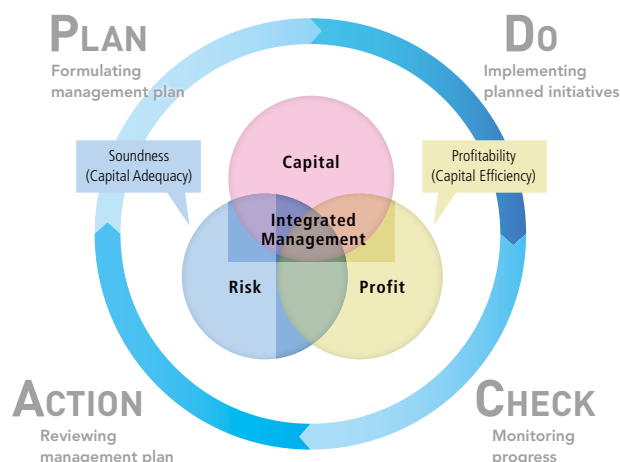 PLAN
Formulating
management plan
DO
Implementing
planned initiatives
Soundness
(Capital Adequacy)
Profitability
(Capital Efficiency)
Capital
Integrated
Management
Risk
Profit
ACTION
Reviewing
management plan
CHECK
Monitoring
progress